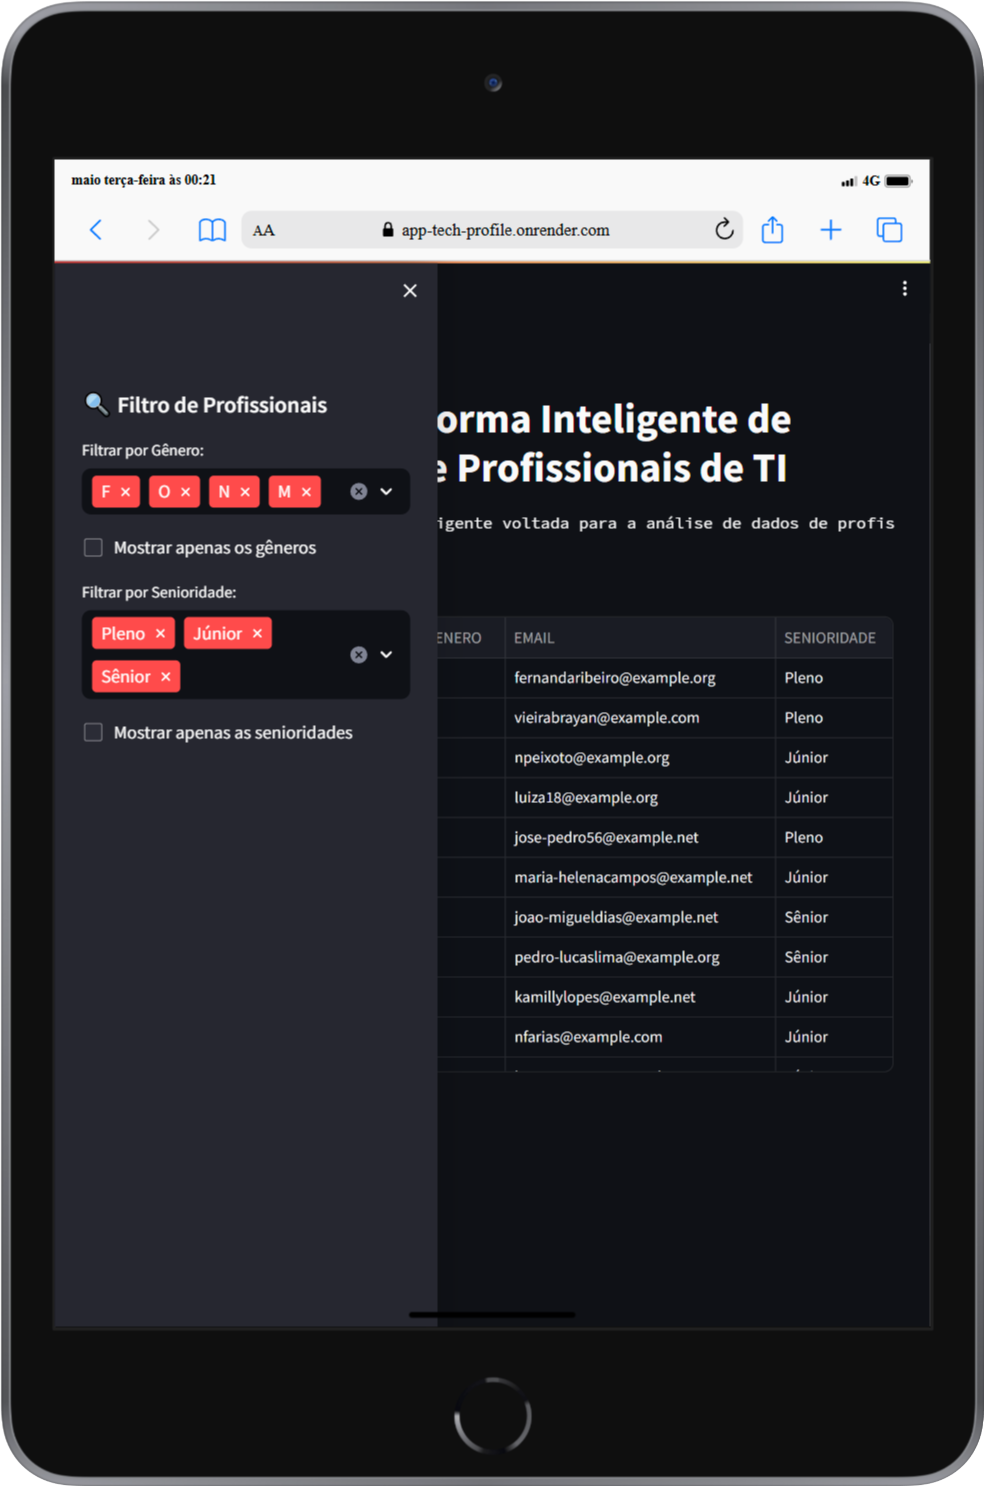 maio terça-feira às 00:21
4G
AA
app-tech-profile.onrender.com
🔍 Filtro de Profissionais
Filtrar por Gênero:
F × O × N × M ×
Mostrar apenas os gêneros
Filtrar por Senioridade:
Pleno × Júnior ×
Sênior ×
Mostrar apenas as senioridades
orma Inteligente de
e Profissionais de TI
igente voltada para a análise de dados de profis
ENERO EMAIL SENIORIDADE
fernandaribeiro@example.org Pleno
vieirabrayan@example.com Pleno
npeixoto@example.org Júnior
luiza18@example.org Júnior
jose-pedro56@example.net Pleno
maria-helenacampos@example.net Júnior
joao-migueldias@example.net Sênior
pedro-lucaslima@example.org Sênior
kamillylopes@example.net Júnior
nfarias@example.com Júnior